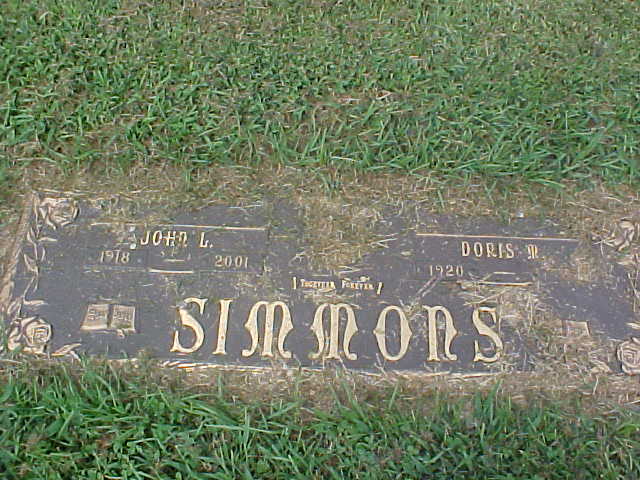 JOHN L.
1918 2001
DORIS M.
1920
TOGETHER FOREVER
SIMMONS